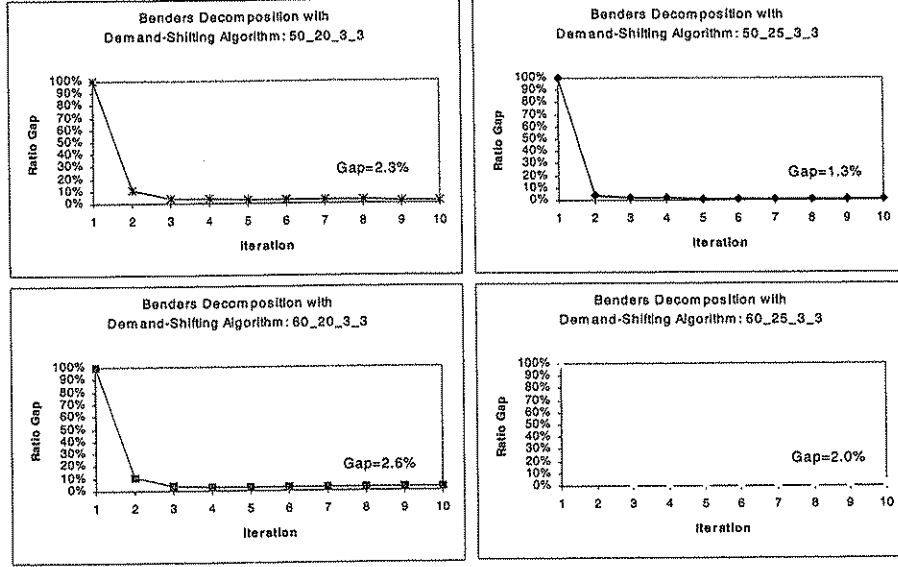 Benders Decomposition with
Demand-Shifting Algorithm: 50_20_3_3
100%
90%
80%
70%
60%
50%
40%
30%
20%
10%
0%
Ratio Gap
Gap=2.3%
1 2 3 4 5 6 7 8 9 10
Iteration
Benders Decomposition with
Demand-Shifting Algorithm: 50_25_3_3
100%
90%
80%
70%
60%
50%
40%
30%
20%
10%
0%
Ratio Gap
Gap=1.3%
1 2 3 4 5 6 7 8 9 10
Iteration
Benders Decomposition with
Demand-Shifting Algorithm: 60_20_3_3
100%
90%
80%
70%
60%
50%
40%
30%
20%
10%
0%
Ratio Gap
Gap=2.6%
1 2 3 4 5 6 7 8 9 10
Iteration
Benders Decomposition with
Demand-Shifting Algorithm: 60_25_3_3
100%
90%
80%
70%
60%
50%
40%
30%
20%
10%
0%
Ratio Gap
Gap=2.0%
1 2 3 4 5 6 7 8 9 10
Iteration